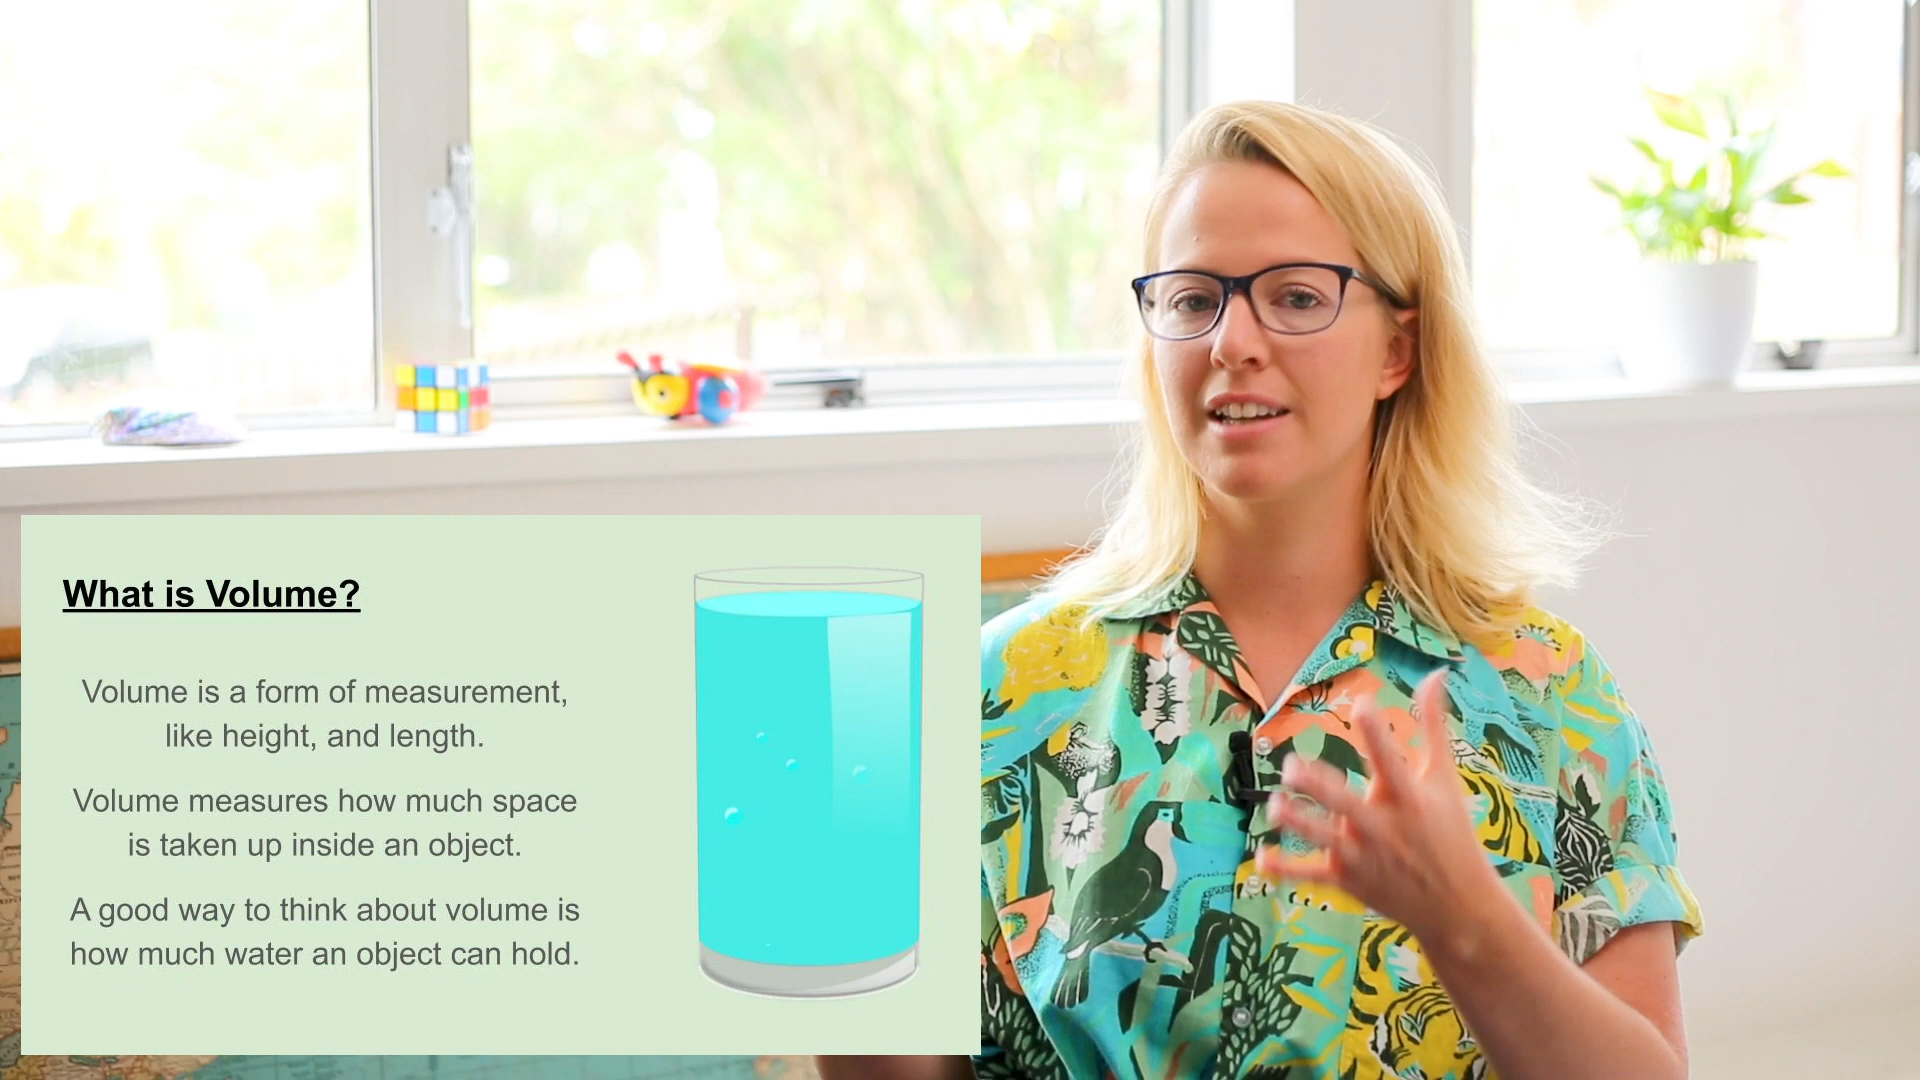 What is Volume?
Volume is a form of measurement,
like height, and length.
Volume measures how much space
is taken up inside an object.
A good way to think about volume is
how much water an object can hold.